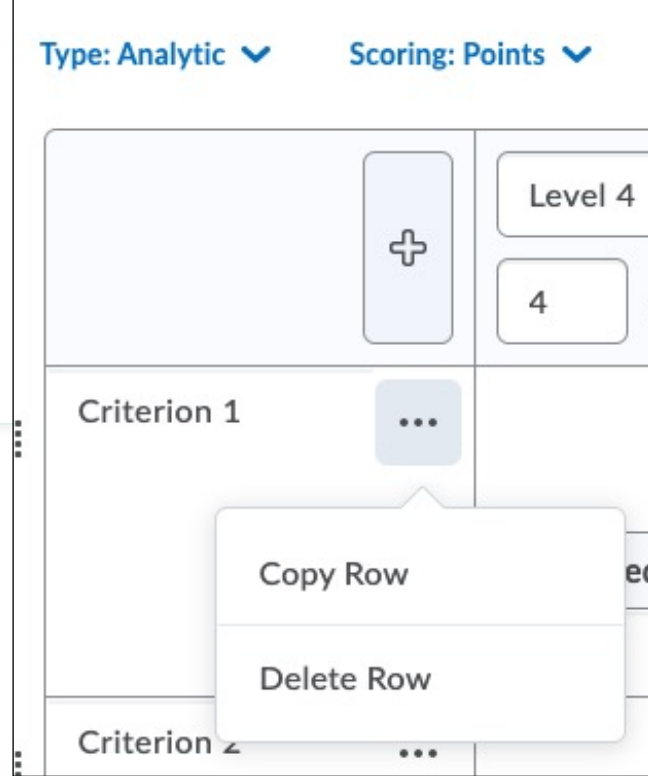 Type: Analytic Scoring: Points
Level 4
4
Criterion 1
Copy Row
Delete Row
Criterion 2